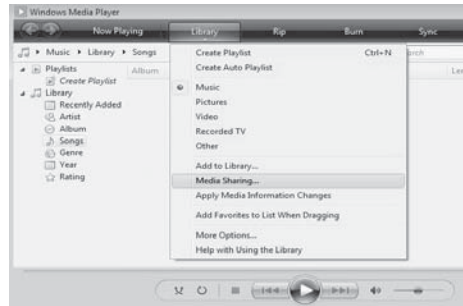 Windows Media Player
Now Playing Library Rip Burn Sync
Music Library Songs
Playlists
Create Playlist
Library
Recently Added
Artist
Album
Songs
Genre
Year
Rating
Album
Create Playlist Ctrl+N
Create Auto Playlist
Music
Pictures
Video
Recorded TV
Other
Add to Library...
Media Sharing...
Apply Media Information Changes
Add Favorites to List When Dragging
More Options...
Help with Using the Library